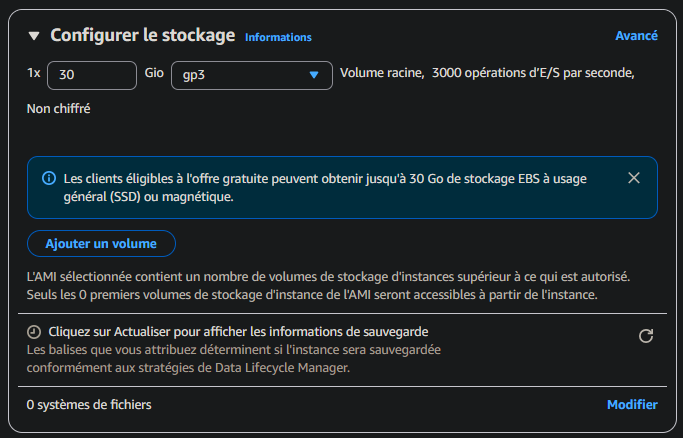 Configurer le stockage Informations Avancé
1x 30 Gio gp3 Volume racine, 3000 opérations d'E/S par seconde,
Non chiffré
Les clients éligibles à l'offre gratuite peuvent obtenir jusqu'à 30 Go de stockage EBS à usage
général (SSD) ou magnétique.
Ajouter un volume
L'AMI sélectionnée contient un nombre de volumes de stockage d'instances supérieur à ce qui est autorisé.
Seuls les 0 premiers volumes de stockage d'instance de l'AMI seront accessibles à partir de l'instance.
Cliquez sur Actualiser pour afficher les informations de sauvegarde
Les balises que vous attribuez déterminent si l'instance sera sauvegardée
conformément aux stratégies de Data Lifecycle Manager.
0 systèmes de fichiers Modifier